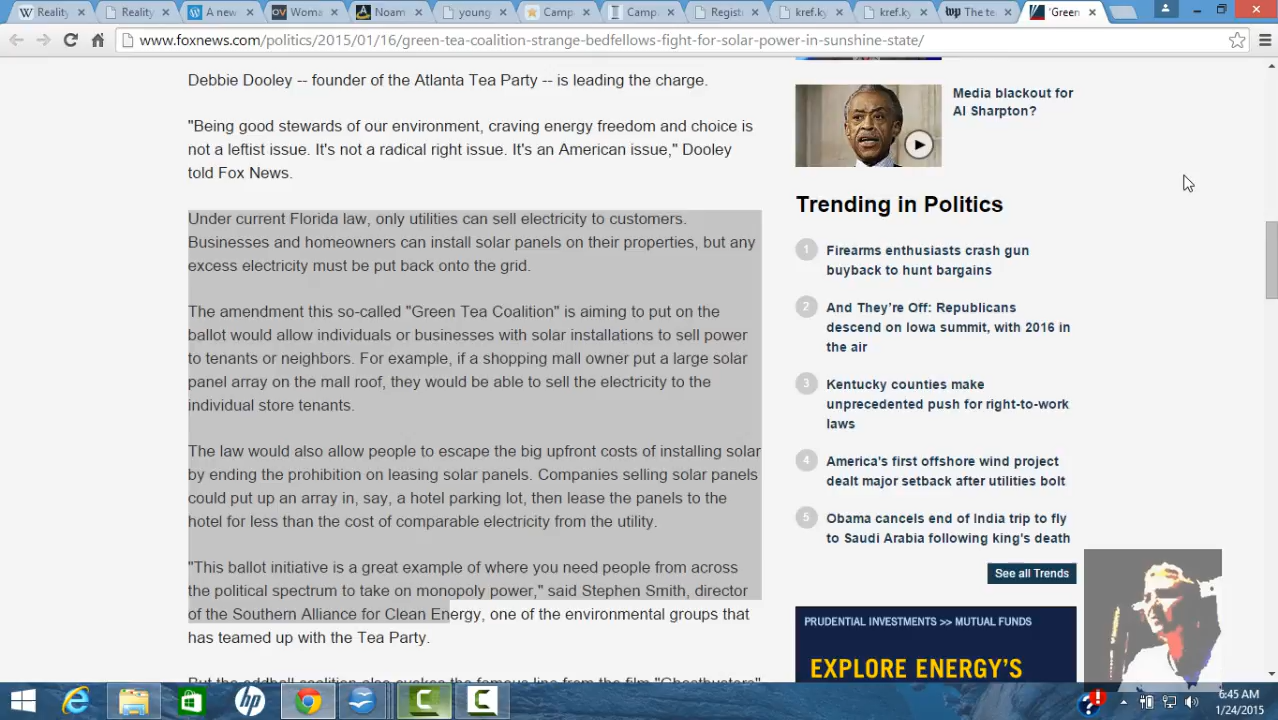 Reality
Reality
A new
Woma
Noam
young
Camp
Camp
Registr
kref.ky
kref.ky
The te
'Green
www.foxnews.com/politics/2015/01/16/green-tea-coalition-strange-bedfellows-fight-for-solar-power-in-sunshine-state/
Debbie Dooley -- founder of the Atlanta Tea Party -- is leading the charge.
"Being good stewards of our environment, craving energy freedom and choice is
not a leftist issue. It's not a radical right issue. It's an American issue," Dooley
told Fox News.
Under current Florida law, only utilities can sell electricity to customers.
Businesses and homeowners can install solar panels on their properties, but any
excess electricity must be put back onto the grid.
The amendment this so-called "Green Tea Coalition" is aiming to put on the
ballot would allow individuals or businesses with solar installations to sell power
to tenants or neighbors. For example, if a shopping mall owner put a large solar
panel array on the mall roof, they would be able to sell the electricity to the
individual store tenants.
The law would also allow people to escape the big upfront costs of installing solar
by ending the prohibition on leasing solar panels. Companies selling solar panels
could put up an array in, say, a hotel parking lot, then lease the panels to the
hotel for less than the cost of comparable electricity from the utility.
"This ballot initiative is a great example of where you need people from across
the political spectrum to take on monopoly power," said Stephen Smith, director
of the Southern Alliance for Clean Energy, one of the environmental groups that
has teamed up with the Tea Party.
But the oddball coalition also evokes the famous line from the film "Ghostbusters"
Media blackout for
Al Sharpton?
Trending in Politics
1 Firearms enthusiasts crash gun
buyback to hunt bargains
2 And They're Off: Republicans
descend on Iowa summit, with 2016 in
the air
3 Kentucky counties make
unprecedented push for right-to-work
laws
4 America's first offshore wind project
dealt major setback after utilities bolt
5 Obama cancels end of India trip to fly
to Saudi Arabia following king's death
See all Trends
PRUDENTIAL INVESTMENTS >> MUTUAL FUNDS
EXPLORE ENERGY'S
6:45 AM
1/24/2015